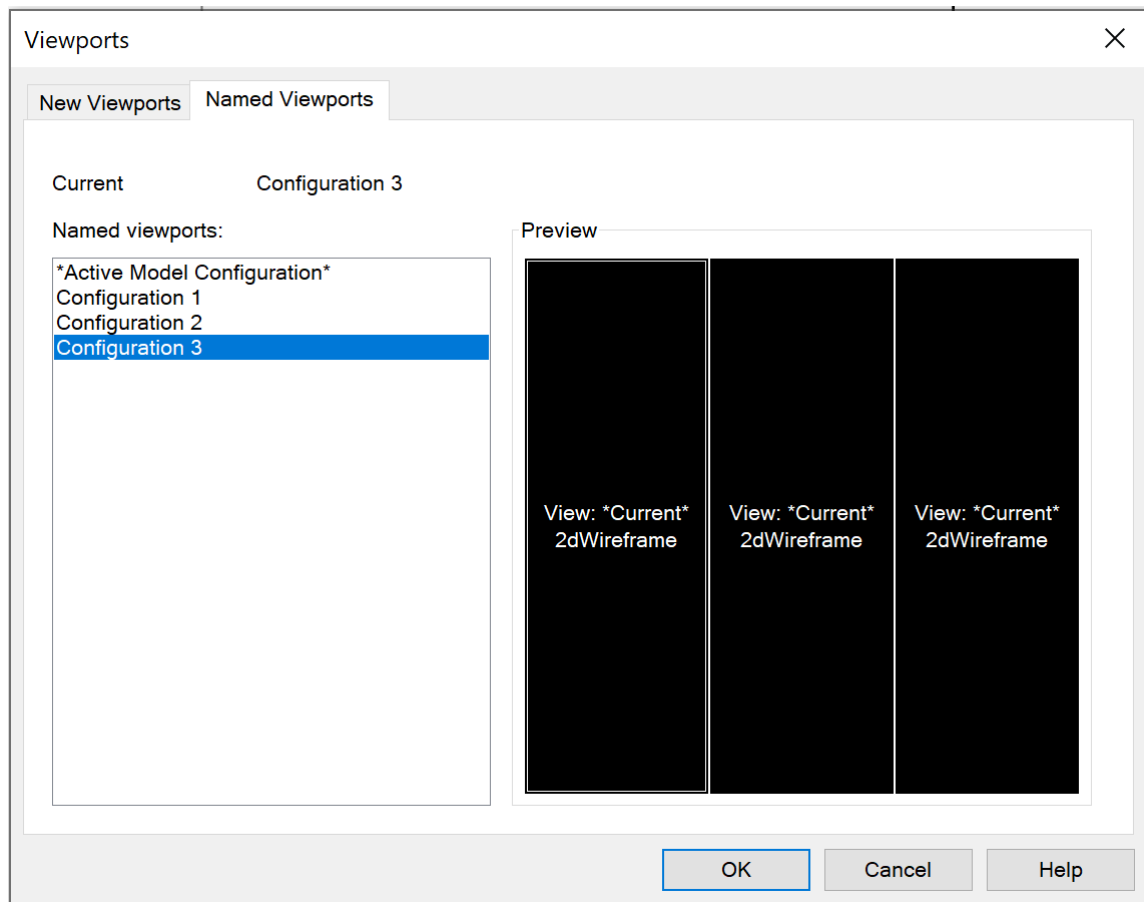 Viewports
New Viewports
Named Viewports
Current
Configuration 3
Named viewports:
*Active Model Configuration*
Configuration 1
Configuration 2
Configuration 3
Preview
View: *Current*
2dWireframe
View: *Current*
2dWireframe
View: *Current*
2dWireframe
OK
Cancel
Help